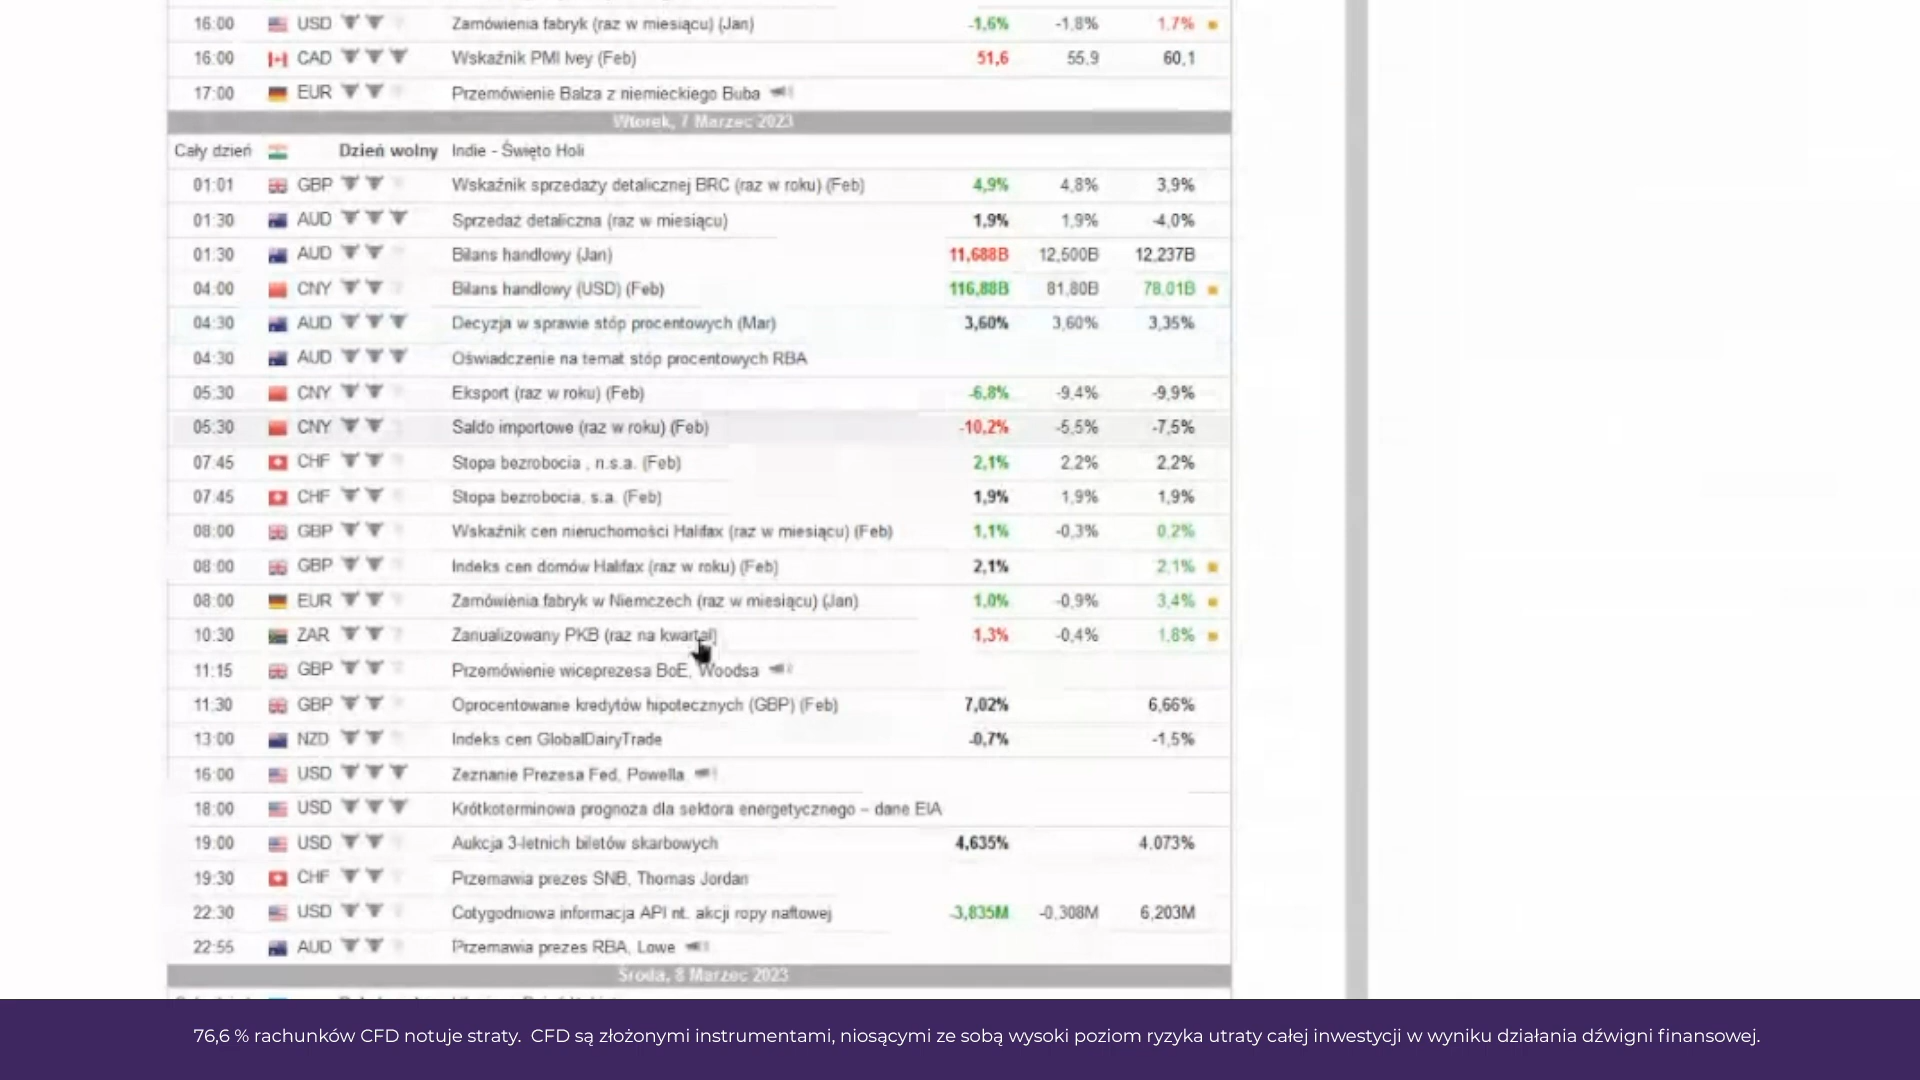 16:00 USD Zamówienia fabryk (raz w miesiącu) (Jan) -1,6% -1,8% 1,7%
16:00 CAD Wskaźnik PMI Ivey (Feb) 51,6 55,9 60,1
17:00 EUR Przemówienie Balza z niemieckiego Buba
Wtorek, 7 Marzec 2023
Cały dzień Dzień wolny Indie - Święto Holi
01:01 GBP Wskaźnik sprzedaży detalicznej BRC (raz w roku) (Feb) 4,9% 4,8% 3,9%
01:30 AUD Sprzedaż detaliczna (raz w miesiącu) 1,9% 1,9% -4,0%
01:30 AUD Bilans handlowy (Jan) 11,688B 12,500B 12,237B
04:00 CNY Bilans handlowy (USD) (Feb) 116,88B 81,80B 78,01B
04:30 AUD Decyzja w sprawie stóp procentowych (Mar) 3,60% 3,60% 3,35%
04:30 AUD Oświadczenie na temat stóp procentowych RBA
05:30 CNY Eksport (raz w roku) (Feb) -6,8% -9,4% -9,9%
05:30 CNY Saldo importowe (raz w roku) (Feb) -10,2% -5,5% -7,5%
07:45 CHF Stopa bezrobocia , n.s.a. (Feb) 2,1% 2,2% 2,2%
07:45 CHF Stopa bezrobocia, s.a. (Feb) 1,9% 1,9% 1,9%
08:00 GBP Wskaźnik cen nieruchomości Halifax (raz w miesiącu) (Feb) 1,1% -0,3% 0,2%
08:00 GBP Indeks cen domów Halifax (raz w roku) (Feb) 2,1% 2,1%
08:00 EUR Zamówienia fabryk w Niemczech (raz w miesiącu) (Jan) 1,0% -0,9% 3,4%
10:30 ZAR Zanualizowany PKB (raz na kwartał) 1,3% -0,4% 1,8%
11:15 GBP Przemówienie wiceprezesa BoE, Woodsa
11:30 GBP Oprocentowanie kredytów hipotecznych (GBP) (Feb) 7,02% 6,66%
13:00 NZD Indeks cen GlobalDairyTrade -0,7% -1,5%
16:00 USD Zeznanie Prezesa Fed, Powella
18:00 USD Krótkoterminowa prognoza dla sektora energetycznego – dane EIA
19:00 USD Aukcja 3-letnich biletów skarbowych 4,635% 4.073%
19:30 CHF Przemawia prezes SNB, Thomas Jordan
22:30 USD Cotygodniowa informacja API nt. akcji ropy naftowej -3,835M -0,308M 6,203M
22:55 AUD Przemawia prezes RBA, Lowe
Środa, 8 Marzec 2023
76,6 % rachunków CFD notuje straty. CFD są złożonymi instrumentami, niosącymi ze sobą wysoki poziom ryzyka utraty całej inwestycji w wyniku działania dźwigni finansowej.